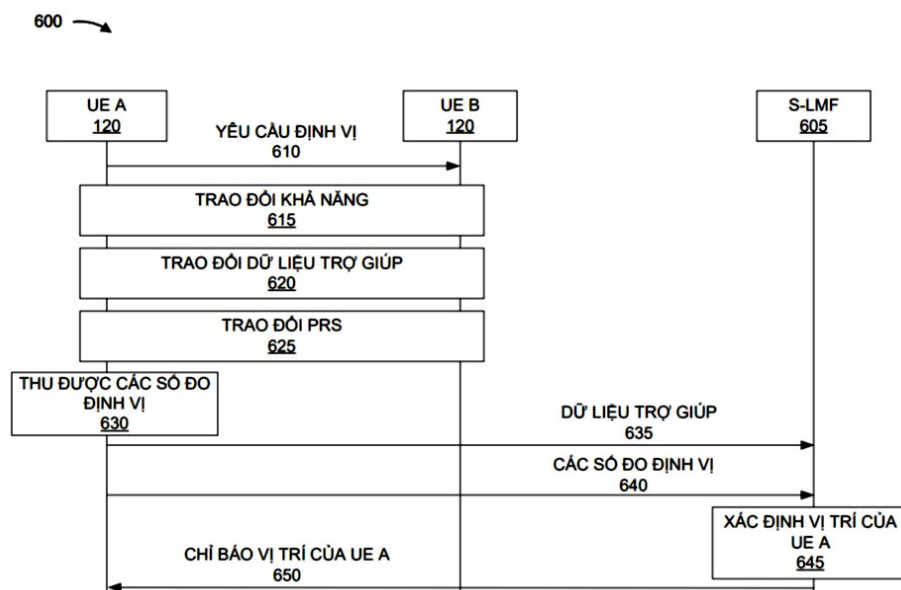 600
UE A
120
UE B
120
S-LMF
605
YÊU CẦU ĐỊNH VỊ
610
TRAO ĐỔI KHẢ NĂNG
615
TRAO ĐỔI DỮ LIỆU TRỢ GIÚP
620
TRAO ĐỔI PRS
625
THU ĐƯỢC CÁC SỐ ĐO
ĐỊNH VỊ
630
DỮ LIỆU TRỢ GIÚP
635
CÁC SỐ ĐO ĐỊNH VỊ
640
XÁC ĐỊNH VỊ TRÍ CỦA
UE A
645
CHỈ BÁO VỊ TRÍ CỦA UE A
650